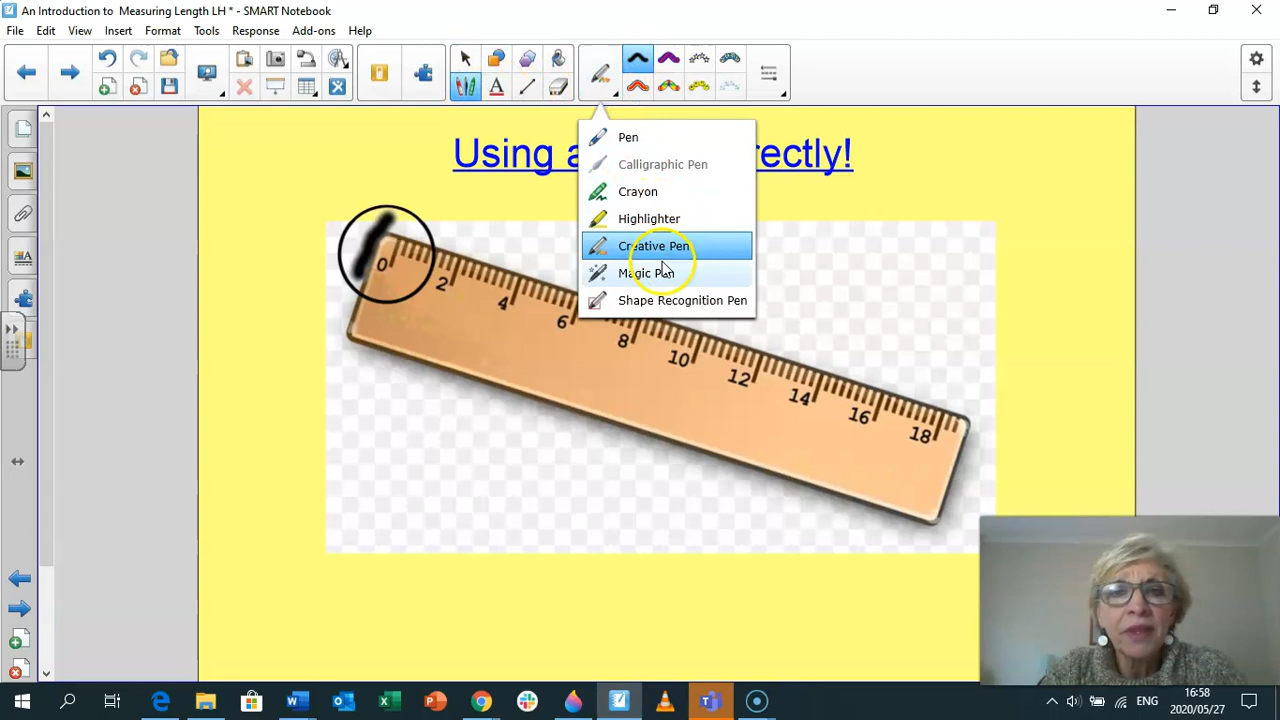 An Introduction to  Measuring Length LH * - SMART Notebook
File Edit View Insert Format Tools Response Add-ons Help
Pen
Using a rectly!
Calligraphic Pen
Crayon
Highlighter
Creative Pen
Magic Pen
Shape Recognition Pen
0 2 4 6 8 10 12 14 16 18
ENG
16:58
2020/05/27